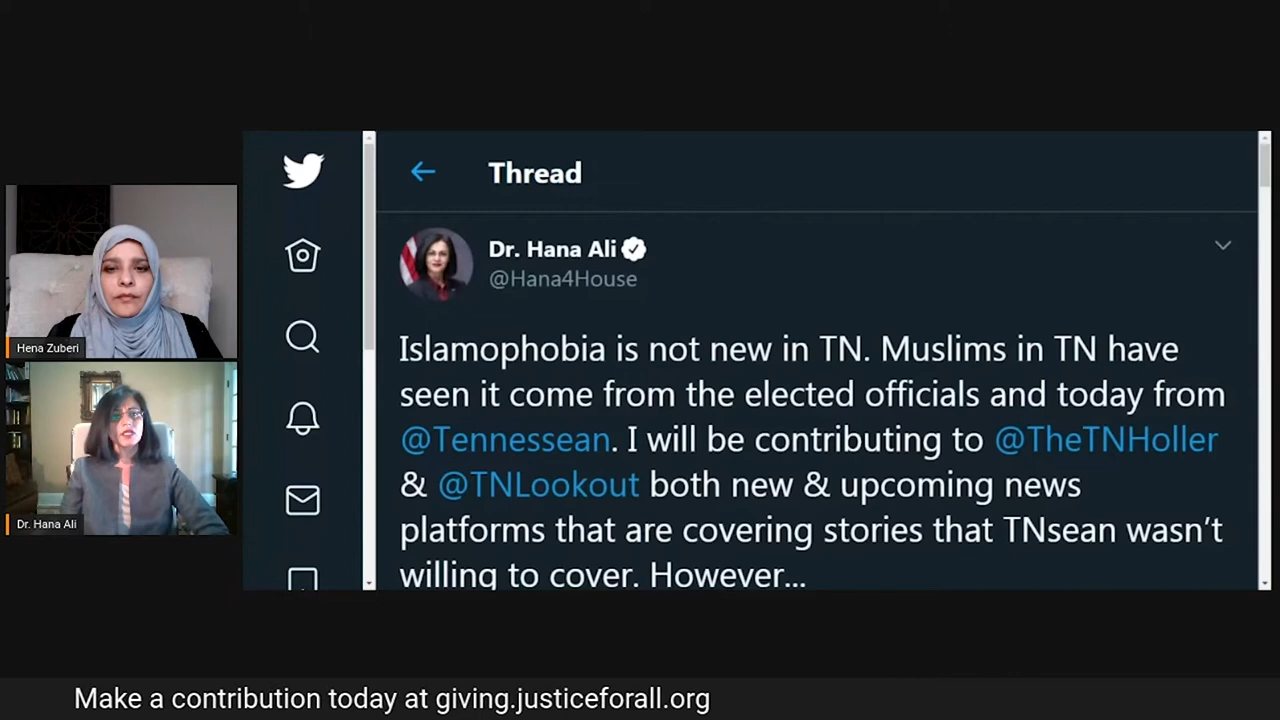 Hena Zuberi
Dr. Hana Ali
Thread
Dr. Hana Ali
@Hana4House
Islamophobia is not new in TN. Muslims in TN have
seen it come from the elected officials and today from
@Tennessean. I will be contributing to @TheTNHoller
& @TNLookout both new & upcoming news
platforms that are covering stories that TNsean wasn’t
willing to cover. However...
Make a contribution today at giving.justiceforall.org